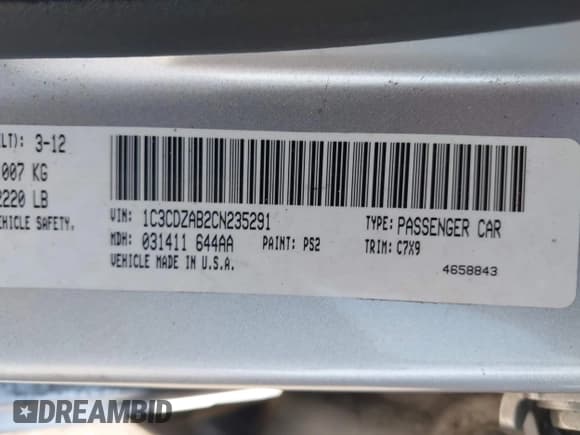 LT): 3-12
007 KG
2220 LB
EHICLE SAFETY.
VIN: 1C3CDZAB2CN235291
TYPE: PASSENGER CAR
MDH: 031411 644AA
PAINT: PS2
TRIM: C7X9
VEHICLE MADE IN U.S.A.
4658843
DREAMBID